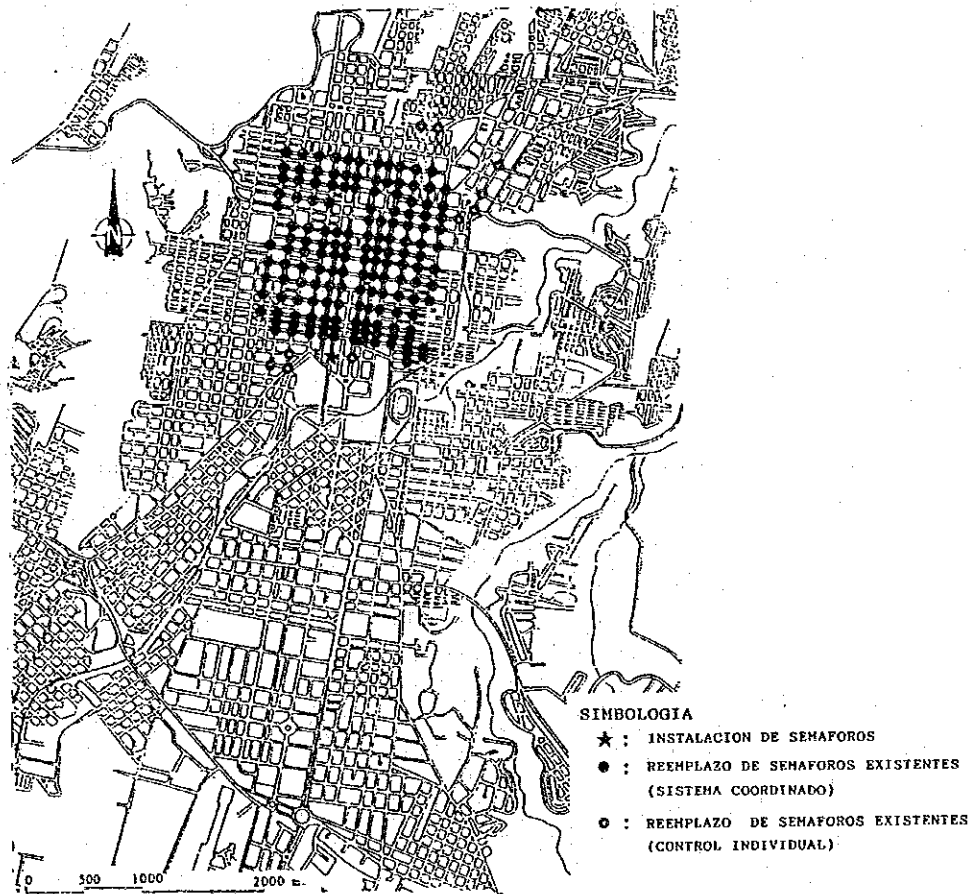 SIMBOLOGIA
★ : INSTALACION DE SEMAFOROS
● : REEMPLAZO DE SEMAFOROS EXISTENTES
(SISTEMA COORDINADO)
○ : REEMPLAZO DE SEMAFOROS EXISTENTES
(CONTROL INDIVIDUAL)
0 500 1000 2000 m